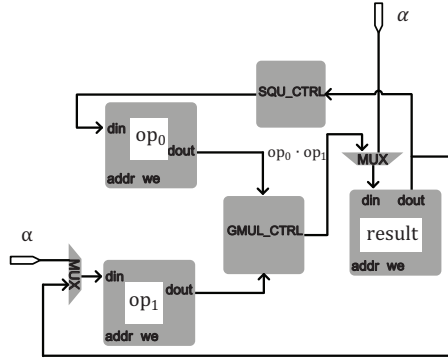 α
SQU_CTRL
din
op₀
dout
addr we
op₀ · op₁
MUX
din dout
result
addr we
GMUL_CTRL
α
MUX
din
op₁
dout
addr we